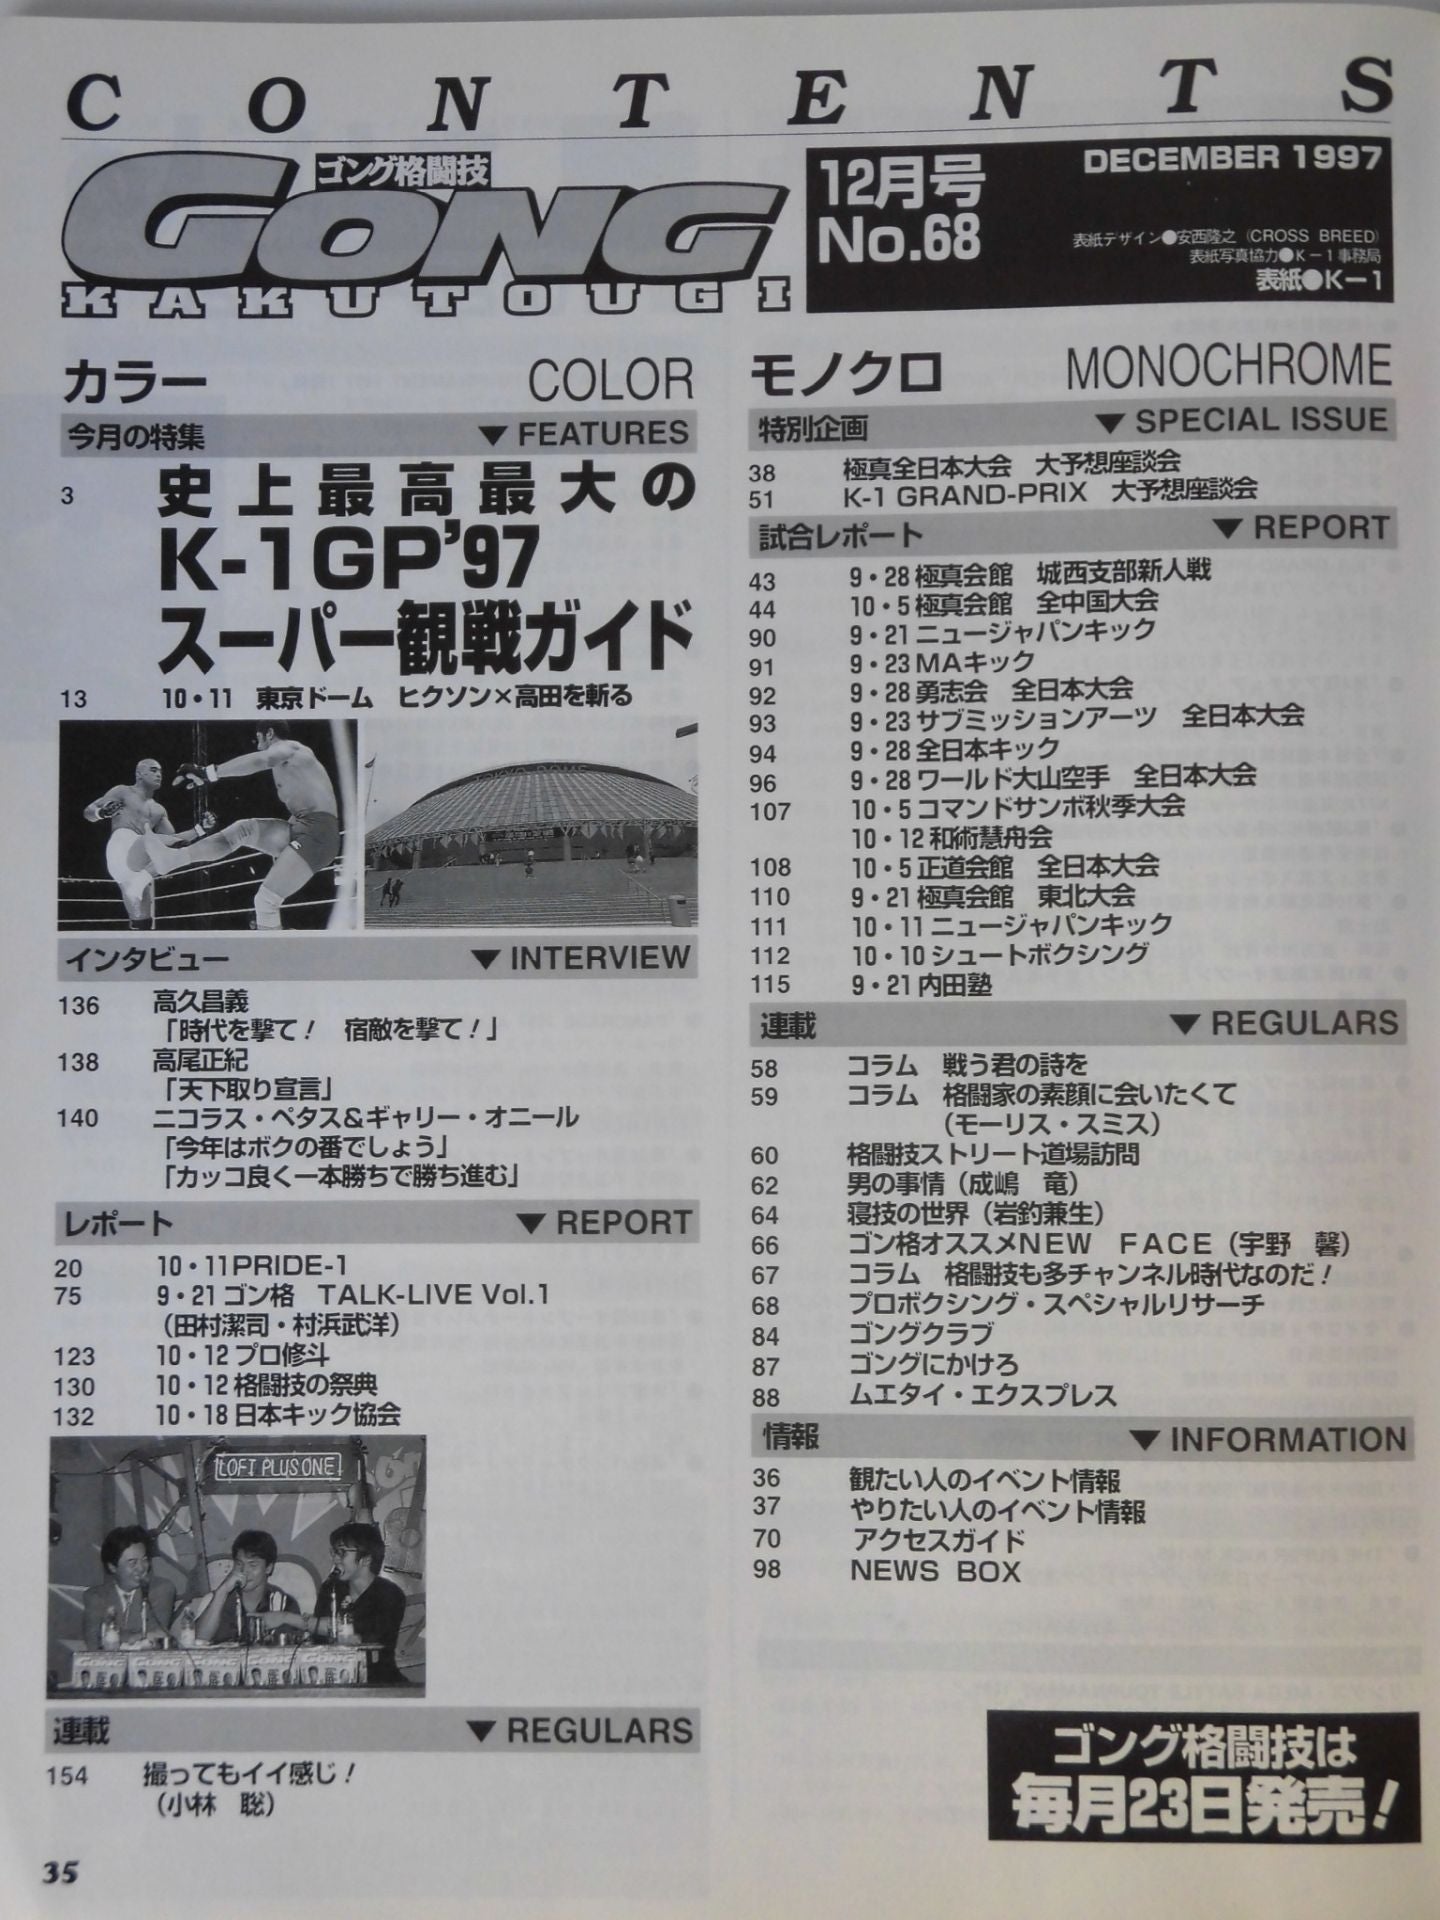 CONTENTS
ゴング格闘技
GONG
KAKUTOUGI
12月号
No.68
DECEMBER 1997
表紙デザイン●安西隆之（CROSS BREED）
表紙写真協力●K－1事務局
表紙●K－1
カラー COLOR
今月の特集 ▼FEATURES
3 史上最高最大の
K-1GP'97
スーパー観戦ガイド
13 10・11 東京ドーム ヒクソン×高田を斬る
TOKYO DOME
インタビュー ▼INTERVIEW
136 高久昌義
「時代を撃て！ 宿敵を撃て！」
138 高尾正紀
「天下取り宣言」
140 ニコラス・ペタス＆ギャリー・オニール
「今年はボクの番でしょう」
「カッコ良く一本勝ちで勝ち進む」
レポート ▼REPORT
20 10・11PRIDE-1
75 9・21ゴン格 TALK-LIVE Vol.1
（田村潔司・村浜武洋）
123 10・12プロ修斗
130 10・12格闘技の祭典
132 10・18日本キック協会
LOFT PLUS ONE
連載 ▼REGULARS
154 撮ってもイイ感じ！
（小林 聡）
35
モノクロ MONOCHROME
特別企画 ▼SPECIAL ISSUE
38 極真全日本大会 大予想座談会
51 K-1 GRAND-PRIX 大予想座談会
試合レポート ▼REPORT
43 9・28極真会館 城西支部新人戦
44 10・5極真会館 全中国大会
90 9・21ニュージャパンキック
91 9・23MAキック
92 9・28勇志会 全日本大会
93 9・23サブミッションアーツ 全日本大会
94 9・28全日本キック
96 9・28ワールド大山空手 全日本大会
107 10・5コマンドサンボ秋季大会
10・12和術慧舟会
108 10・5正道会館 全日本大会
110 9・21極真会館 東北大会
111 10・11ニュージャパンキック
112 10・10シュートボクシング
115 9・21内田塾
連載 ▼REGULARS
58 コラム 戦う君の詩を
59 コラム 格闘家の素顔に会いたくて
（モーリス・スミス）
60 格闘技ストリート道場訪問
62 男の事情（成嶋 竜）
64 寝技の世界（岩釣兼生）
66 ゴン格オススメNEW FACE（宇野 馨）
67 コラム 格闘技も多チャンネル時代なのだ！
68 プロボクシング・スペシャルリサーチ
84 ゴングクラブ
87 ゴングにかけろ
88 ムエタイ・エクスプレス
情報 ▼INFORMATION
36 観たい人のイベント情報
37 やりたい人のイベント情報
70 アクセスガイド
98 NEWS BOX
ゴング格闘技は
毎月23日発売！